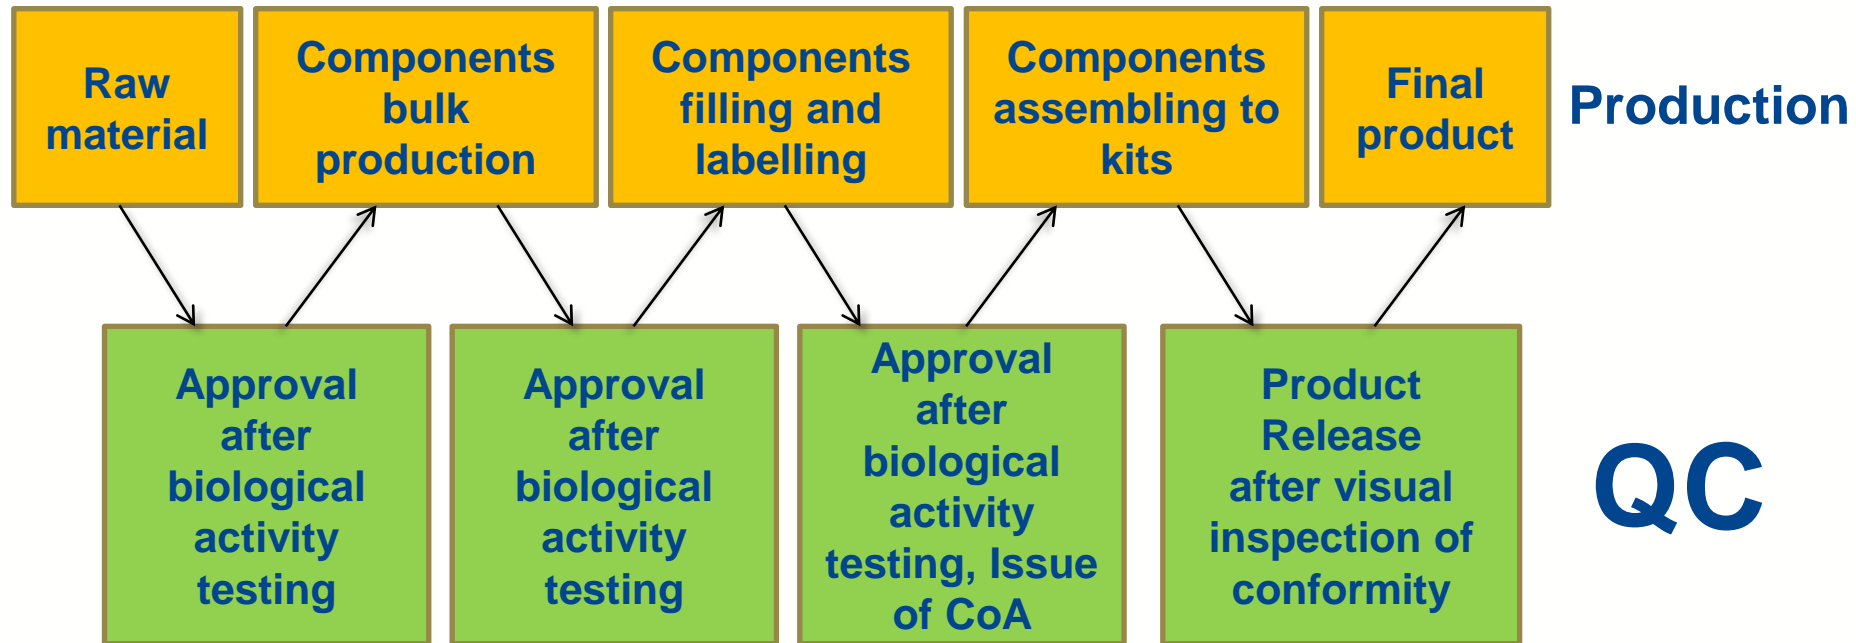 Raw
material
Components
bulk
production
Components
filling and
labelling
Components
assembling to
kits
Final
product
Production
Approval
after
biological
activity
testing
Approval
after
biological
activity
testing
Approval
after
biological
activity
testing, Issue
of CoA
Product
Release
after visual
inspection of
conformity
QC